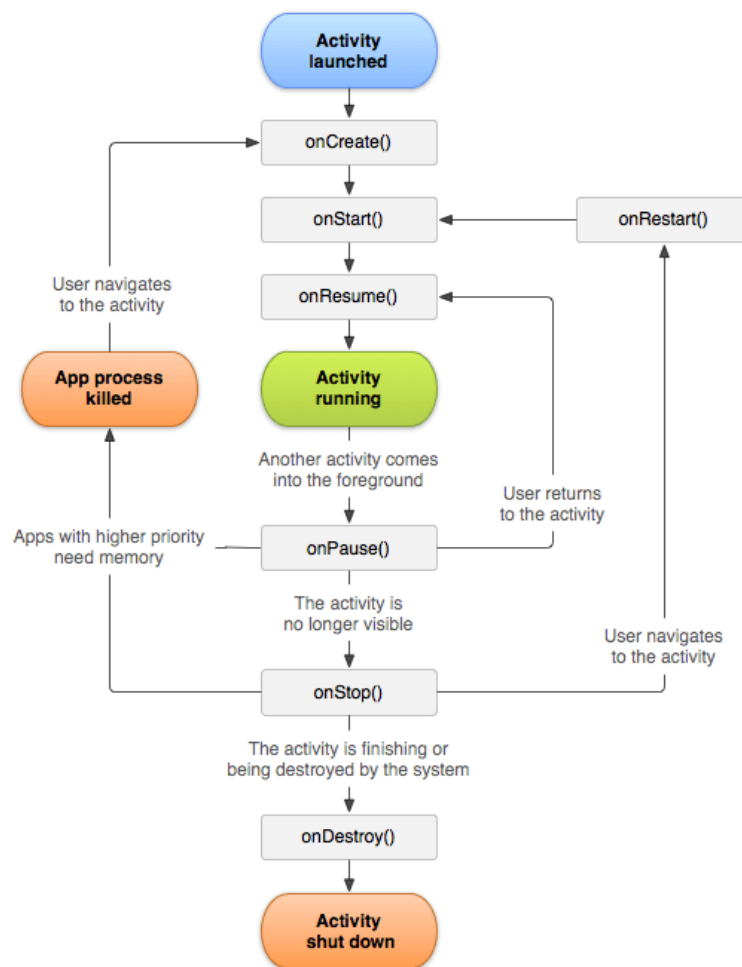 Activity
launched
onCreate()
onStart()
onRestart()
User navigates
to the activity
onResume()
App process
killed
Activity
running
Another activity comes
into the foreground
User returns
to the activity
Apps with higher priority
need memory
onPause()
The activity is
no longer visible
User navigates
to the activity
onStop()
The activity is finishing or
being destroyed by the system
onDestroy()
Activity
shut down